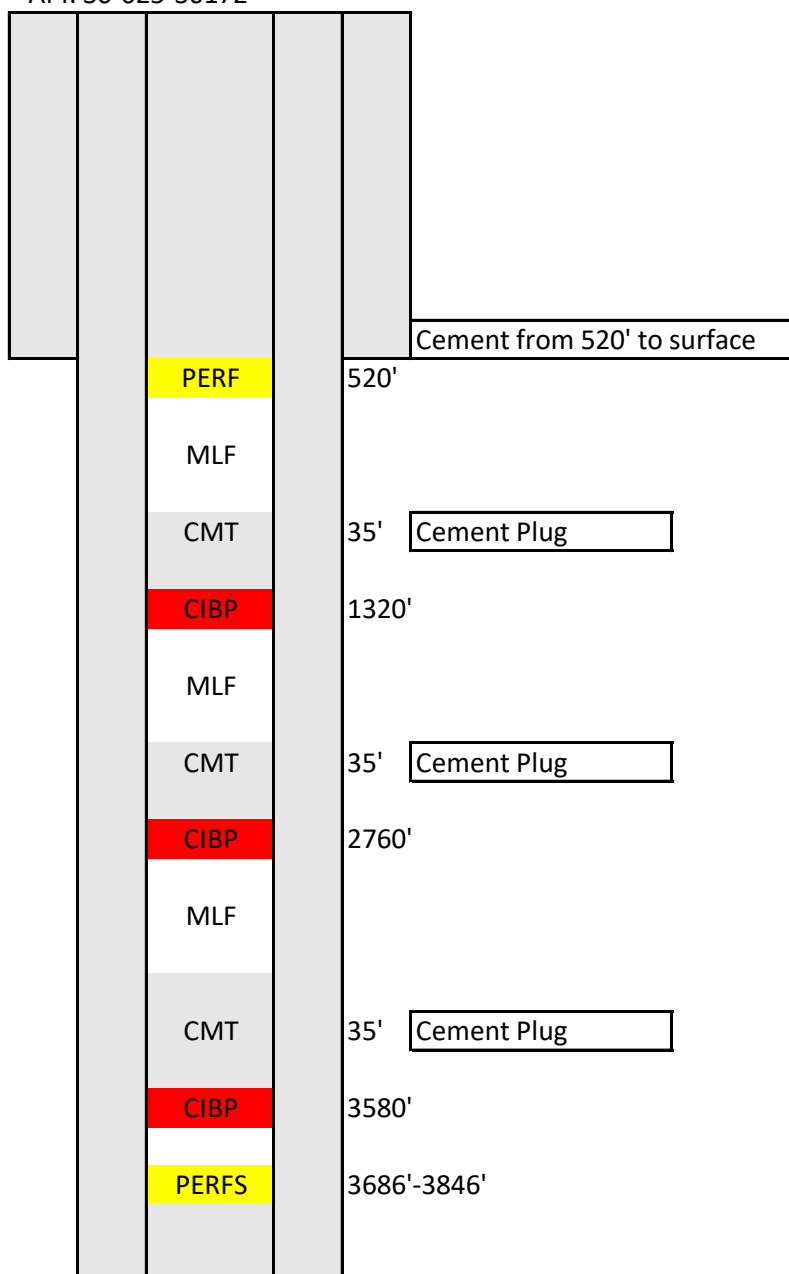 Cement from 520' to surface
PERF 520'
MLF
CMT 35' Cement Plug
CIBP 1320'
MLF
CMT 35' Cement Plug
CIBP 2760'
MLF
CMT 35' Cement Plug
CIBP 3580'
PERFS 3686'-3846'